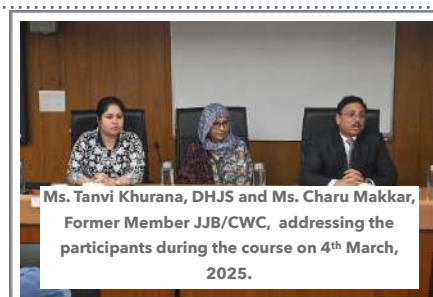 Ms. Tanvi Khurana, DHJS and Ms. Charu Makkar,
Former Member JJB/CWC, addressing the
participants during the course on 4th March,
2025.